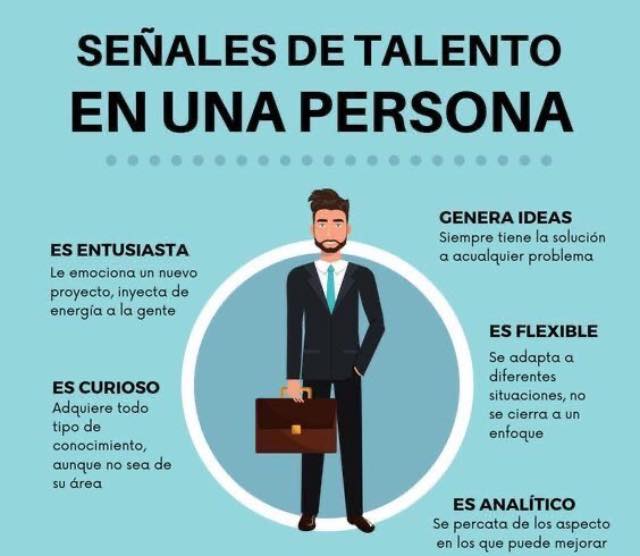 SEÑALES DE TALENTO
EN UNA PERSONA
ES ENTUSIASTA
Le emociona un nuevo
proyecto, inyecta de
energía a la gente
ES CURIOSO
Adquiere todo
tipo de
conocimiento,
aunque no sea de
su área
GENERA IDEAS
Siempre tiene la solución
a acualquier problema
ES FLEXIBLE
Se adapta a
diferentes
situaciones, no
se cierra a un
enfoque
ES ANALÍTICO
Se percata de los aspecto
en los que puede mejorar